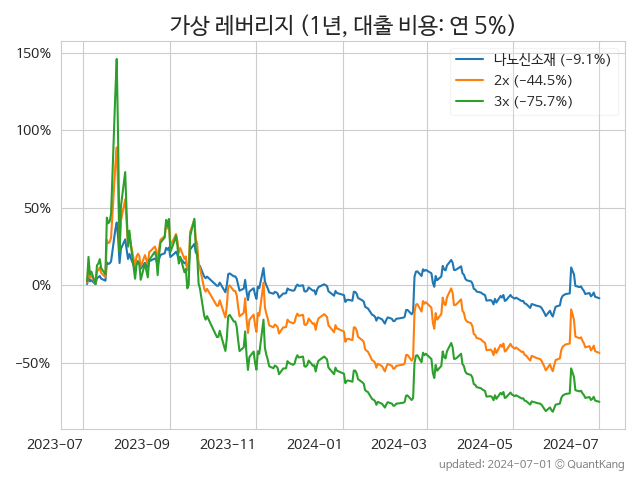 가상 레버리지 (1년, 대출 비용: 연 5%)
나노신소재 (−9.1%)
2x (−44.5%)
3x (−75.7%)
150%
100%
50%
0%
−50%
2023-07 2023-09 2023-11 2024-01 2024-03 2024-05 2024-07
updated: 2024-07-01 © QuantKang